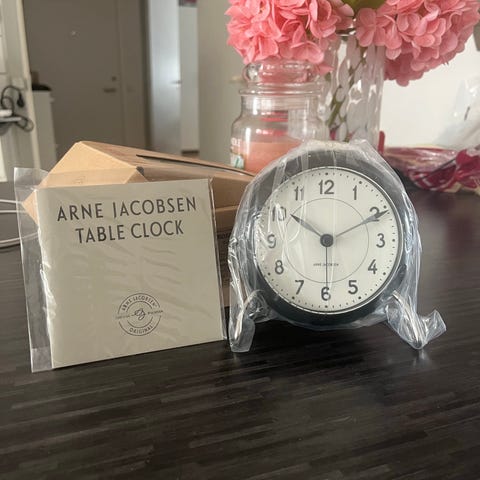 ARNE JACOBSEN
TABLE CLOCK
ARNE JACOBSEN
ORIGINAL
12
1
2
3
4
5
6
7
8
9
10
11
ARNE JACOBSEN